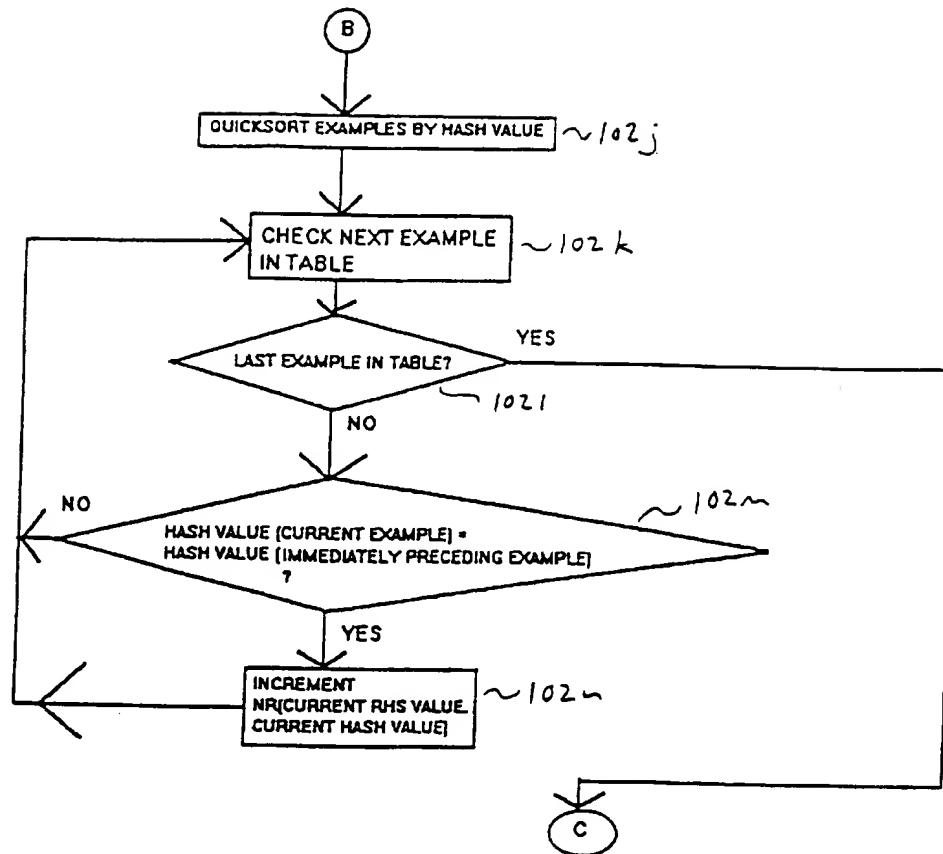 B
QUICKSORT EXAMPLES BY HASH VALUE
102j
CHECK NEXT EXAMPLE
IN TABLE
102k
LAST EXAMPLE IN TABLE?
YES
102l
NO
NO
HASH VALUE [CURRENT EXAMPLE] =
HASH VALUE [IMMEDIATELY PRECEDING EXAMPLE]
?
102m
YES
INCREMENT
NR[CURRENT RHS VALUE,
CURRENT HASH VALUE]
102n
C